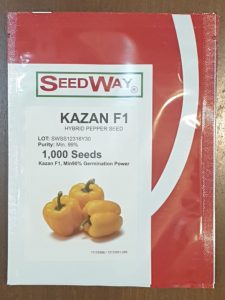 SEEDWAY®
KAZAN F1
HYBRID PEPPER SEED
LOT: SWSS12316Y30
Purity: Min. 99%
1,000 Seeds
Kazan F1, Min90% Germination Power